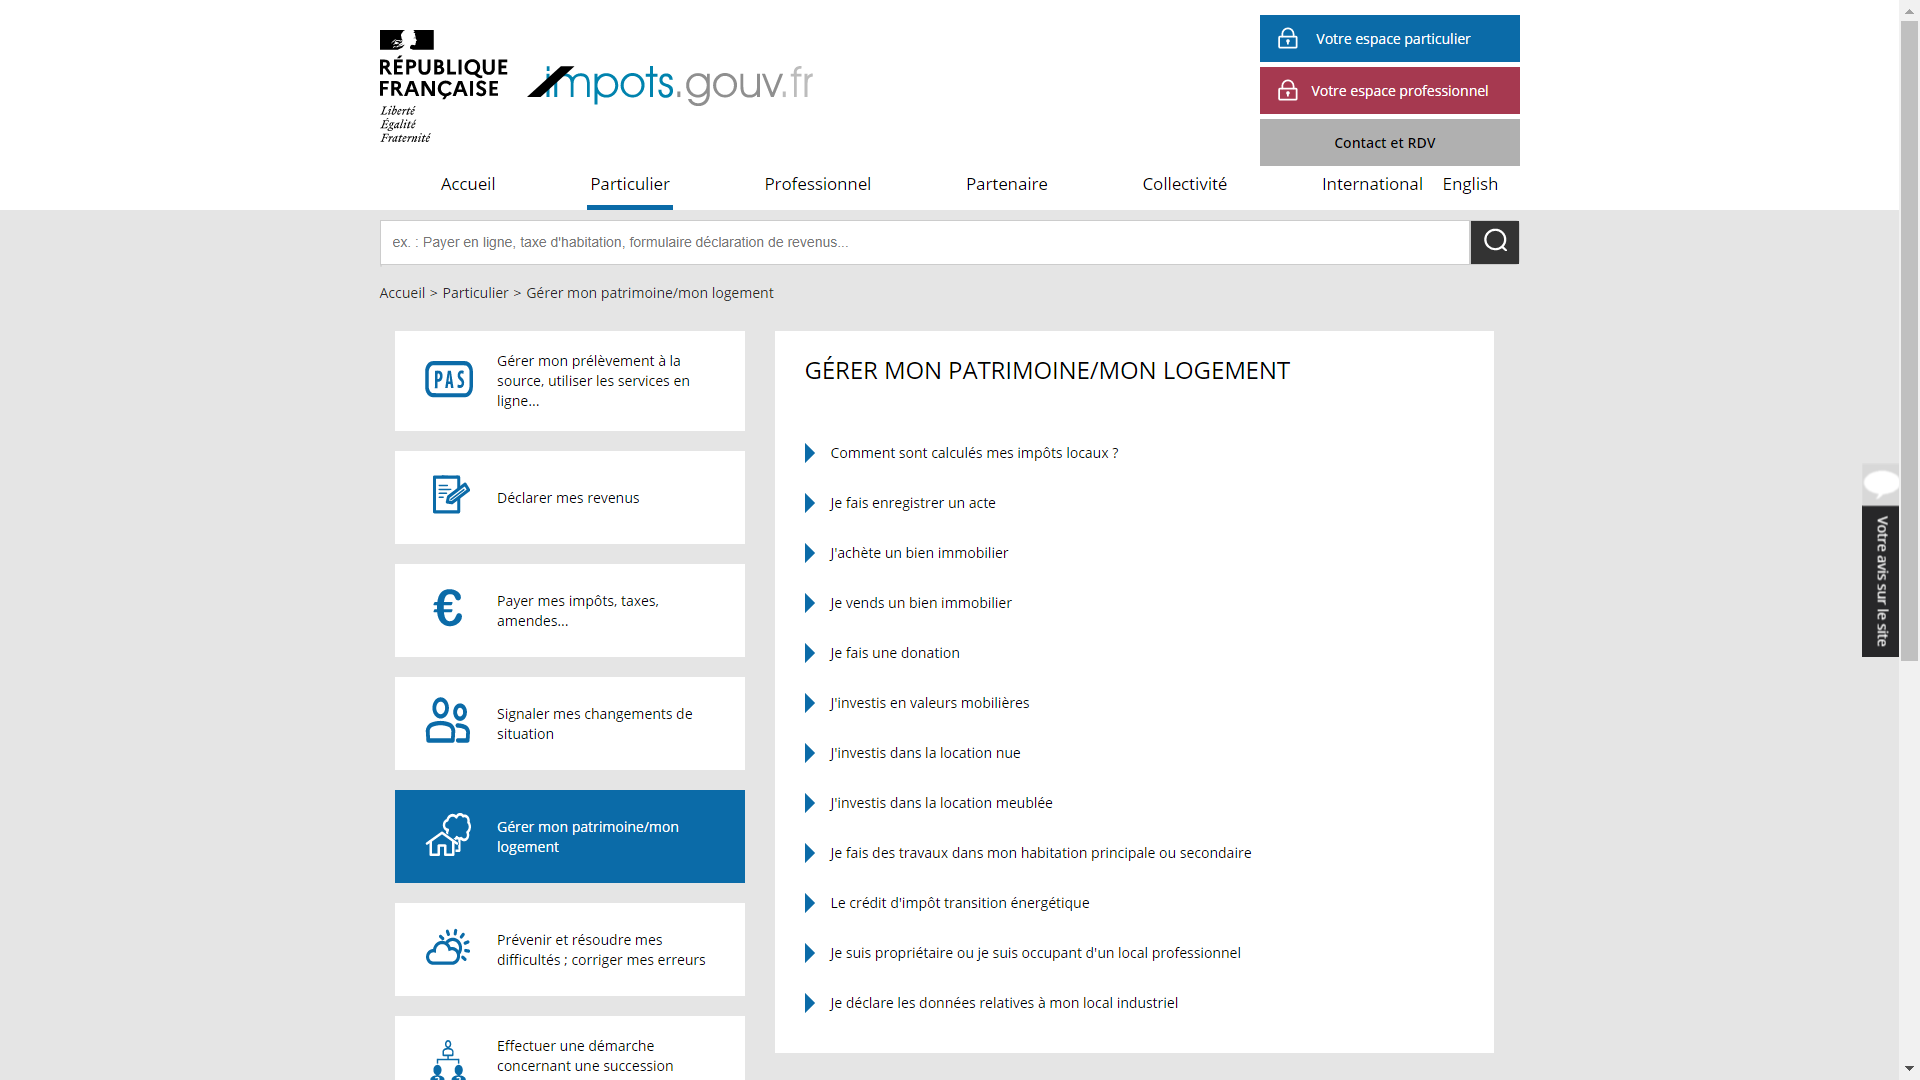 RÉPUBLIQUE
FRANÇAISE
Liberté
Égalité
Fraternité
impots.gouv.fr
Votre espace particulier
Votre espace professionnel
Contact et RDV
Accueil
Particulier
Professionnel
Partenaire
Collectivité
International
English
ex. : Payer en ligne, taxe d'habitation, formulaire déclaration de revenus...
Accueil > Particulier > Gérer mon patrimoine/mon logement
PAS
Gérer mon prélèvement à la
source, utiliser les services en
ligne...
Déclarer mes revenus
€
Payer mes impôts, taxes,
amendes...
Signaler mes changements de
situation
Gérer mon patrimoine/mon
logement
Prévenir et résoudre mes
difficultés ; corriger mes erreurs
Effectuer une démarche
concernant une succession
GÉRER MON PATRIMOINE/MON LOGEMENT
Comment sont calculés mes impôts locaux ?
Je fais enregistrer un acte
J'achète un bien immobilier
Je vends un bien immobilier
Je fais une donation
J'investis en valeurs mobilières
J'investis dans la location nue
J'investis dans la location meublée
Je fais des travaux dans mon habitation principale ou secondaire
Le crédit d'impôt transition énergétique
Je suis propriétaire ou je suis occupant d'un local professionnel
Je déclare les données relatives à mon local industriel
Votre avis sur le site